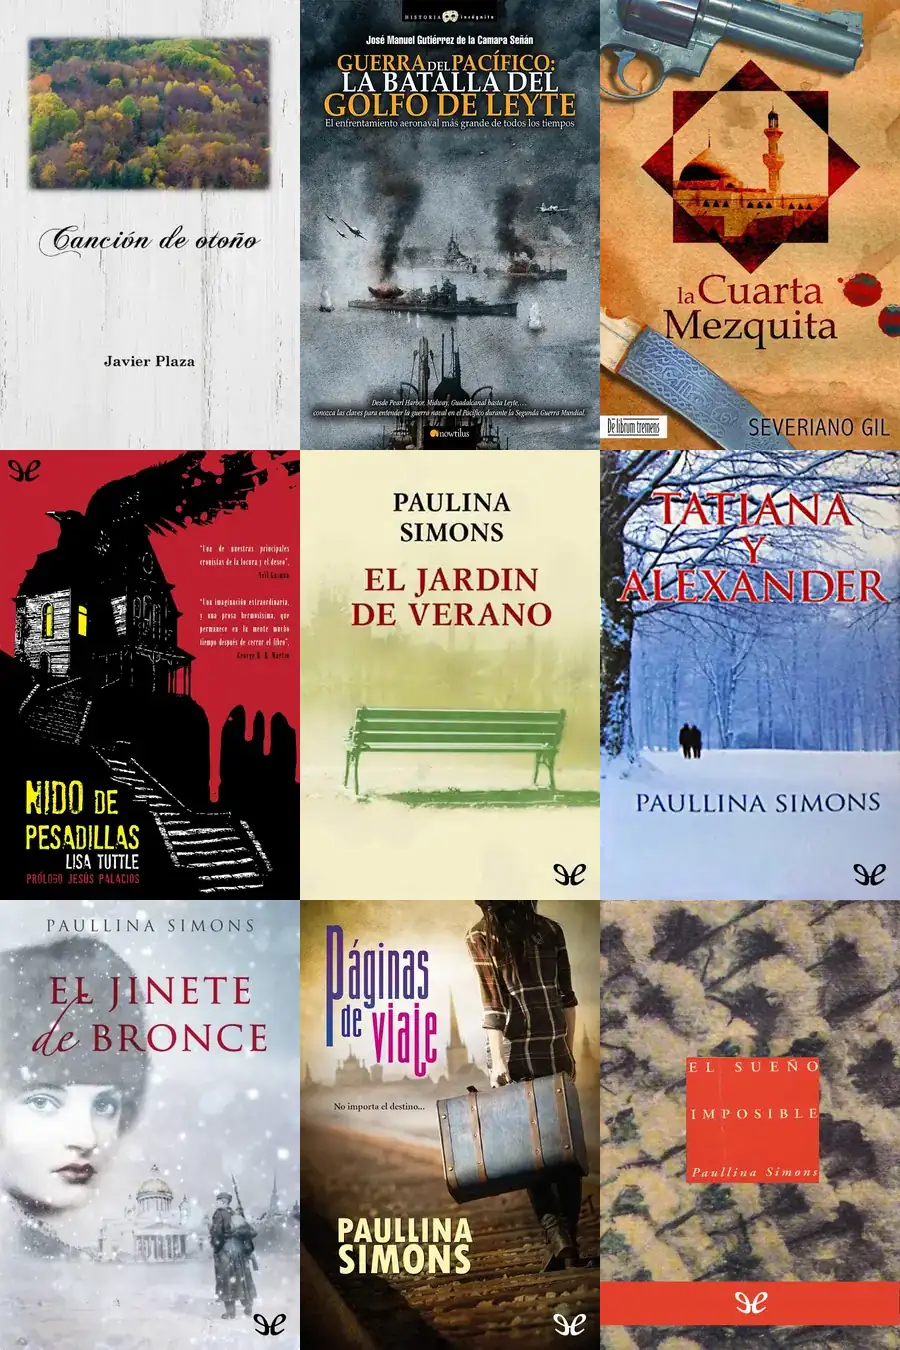 Canción de otoño
Javier Plaza
HISTORIA incógnita
José Manuel Gutiérrez de la Camara Señán
GUERRA DEL PACÍFICO:
LA BATALLA DEL
GOLFO DE LEYTE
El enfrentamiento aeronaval más grande de todos los tiempos
Desde Pearl Harbor, Midway, Guadalcanal hasta Leyte,...
conozca las claves para entender la guerra naval en el Pacífico durante la Segunda Guerra Mundial.
nowtilus
la Cuarta
Mezquita
De librum tremens
SEVERIANO GIL
"Una de nuestras principales
cronistas de la locura y el deseo",
Neil Gaiman
"Una imaginación extraordinaria,
y una prosa hermosísima, que
permanece en la mente mucho
tiempo después de cerrar el libro",
George R. R. Martin
NIDO DE
PESADILLAS
LISA TUTTLE
PRÓLOGO JESÚS PALACIOS
PAULINA
SIMONS
EL JARDIN
DE VERANO
TATIANA
Y
ALEXANDER
PAULLINA SIMONS
PAULLINA SIMONS
EL JINETE
de BRONCE
Páginas
de viaje
No importa el destino...
PAULLINA
SIMONS
EL SUEÑO
IMPOSIBLE
Paullina Simons